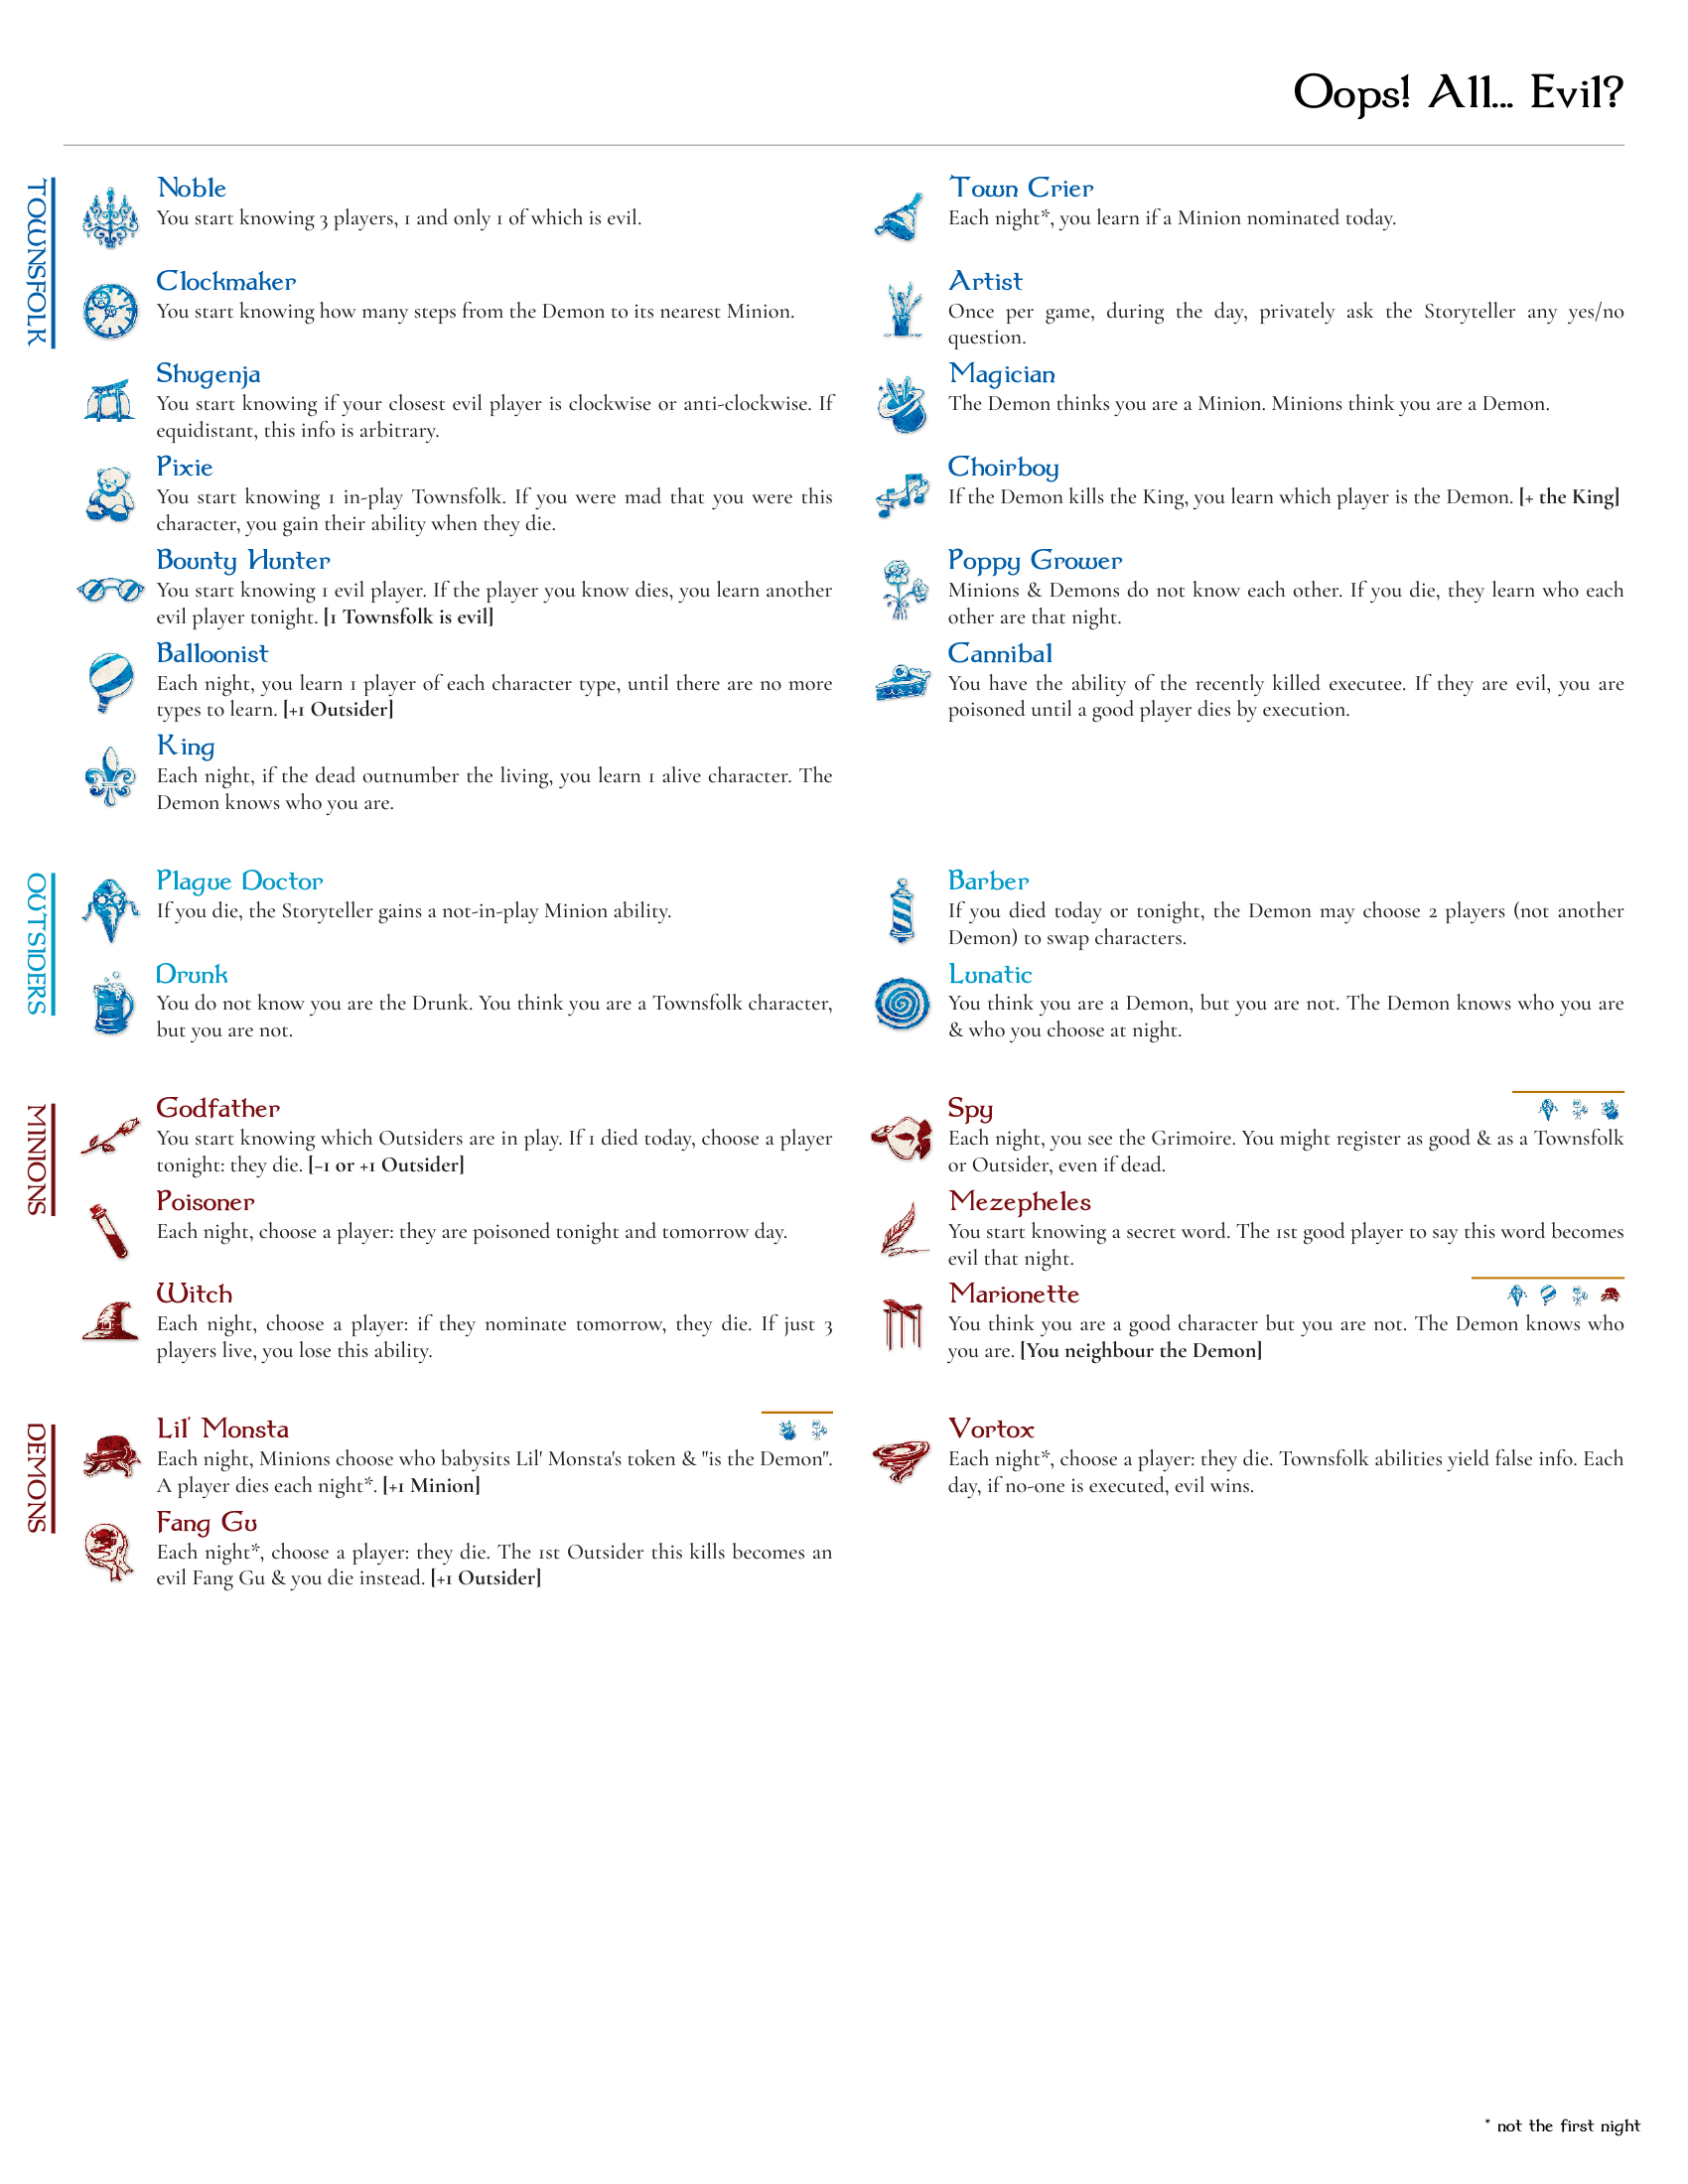 Oops! All... Evil?
TOWNSFOLK
Noble
You start knowing 3 players, 1 and only 1 of which is evil.
Clockmaker
You start knowing how many steps from the Demon to its nearest Minion.
Shugenja
You start knowing if your closest evil player is clockwise or anti-clockwise. If
equidistant, this info is arbitrary.
Pixie
You start knowing 1 in-play Townsfolk. If you were mad that you were this
character, you gain their ability when they die.
Bounty Hunter
You start knowing 1 evil player. If the player you know dies, you learn another
evil player tonight. [1 Townsfolk is evil]
Balloonist
Each night, you learn 1 player of each character type, until there are no more
types to learn. [+1 Outsider]
King
Each night, if the dead outnumber the living, you learn 1 alive character. The
Demon knows who you are.
Town Crier
Each night*, you learn if a Minion nominated today.
Artist
Once per game, during the day, privately ask the Storyteller any yes/no
question.
Magician
The Demon thinks you are a Minion. Minions think you are a Demon.
Choirboy
If the Demon kills the King, you learn which player is the Demon. [+ the King]
Poppy Grower
Minions & Demons do not know each other. If you die, they learn who each
other are that night.
Cannibal
You have the ability of the recently killed executee. If they are evil, you are
poisoned until a good player dies by execution.
OUTSIDERS
Plague Doctor
If you die, the Storyteller gains a not-in-play Minion ability.
Drunk
You do not know you are the Drunk. You think you are a Townsfolk character,
but you are not.
Barber
If you died today or tonight, the Demon may choose 2 players (not another
Demon) to swap characters.
Lunatic
You think you are a Demon, but you are not. The Demon knows who you are
& who you choose at night.
MINIONS
Godfather
You start knowing which Outsiders are in play. If 1 died today, choose a player
tonight: they die. [−1 or +1 Outsider]
Poisoner
Each night, choose a player: they are poisoned tonight and tomorrow day.
Witch
Each night, choose a player: if they nominate tomorrow, they die. If just 3
players live, you lose this ability.
Spy
Each night, you see the Grimoire. You might register as good & as a Townsfolk
or Outsider, even if dead.
Mezepheles
You start knowing a secret word. The 1st good player to say this word becomes
evil that night.
Marionette
You think you are a good character but you are not. The Demon knows who
you are. [You neighbour the Demon]
DEMONS
Lil' Monsta
Each night, Minions choose who babysits Lil' Monsta's token & "is the Demon".
A player dies each night*. [+1 Minion]
Fang Gu
Each night*, choose a player: they die. The 1st Outsider this kills becomes an
evil Fang Gu & you die instead. [+1 Outsider]
Vortox
Each night*, choose a player: they die. Townsfolk abilities yield false info. Each
day, if no-one is executed, evil wins.
* not the first night